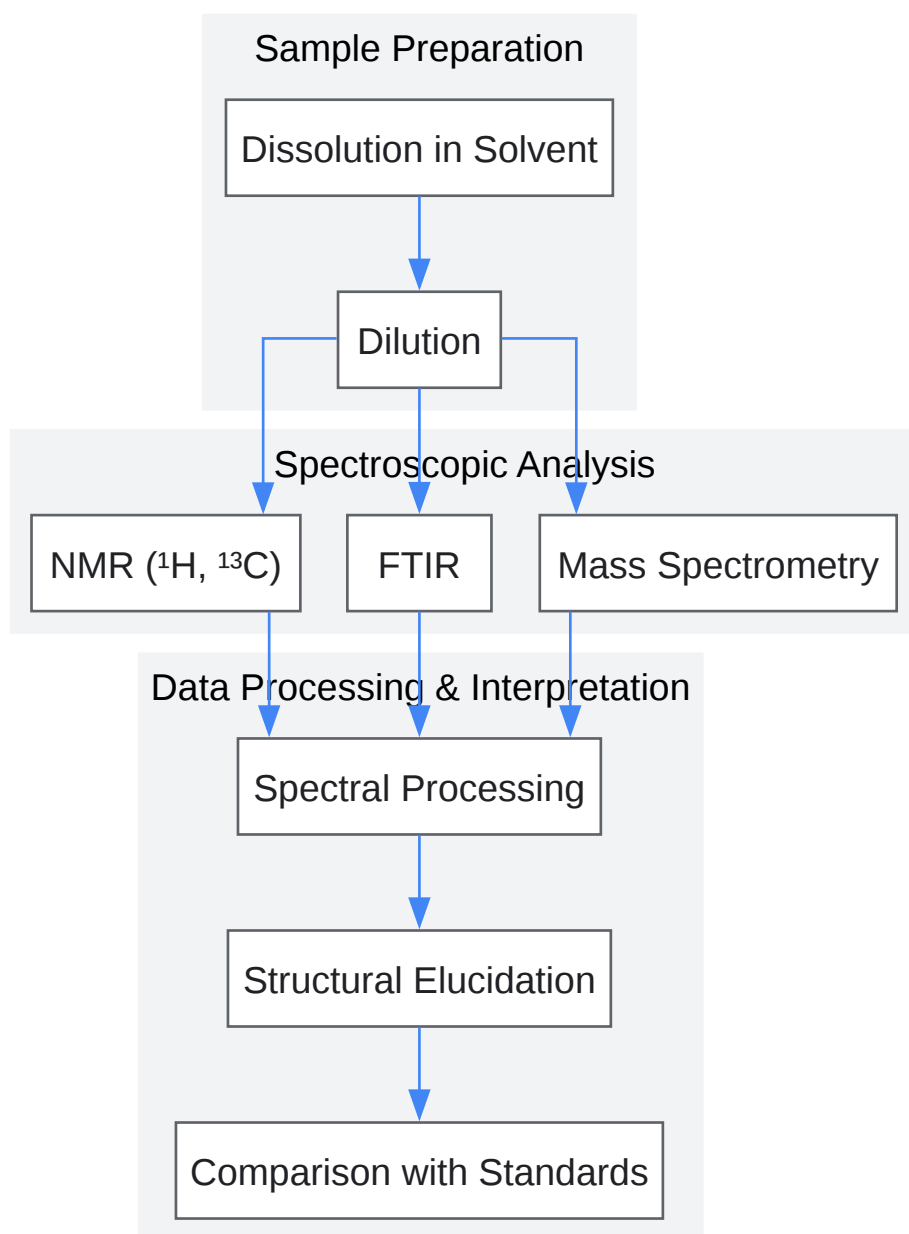 Sample Preparation
Dissolution in Solvent
Dilution
Spectroscopic Analysis
NMR (¹H, ¹³C)
FTIR
Mass Spectrometry
Data Processing & Interpretation
Spectral Processing
Structural Elucidation
Comparison with Standards